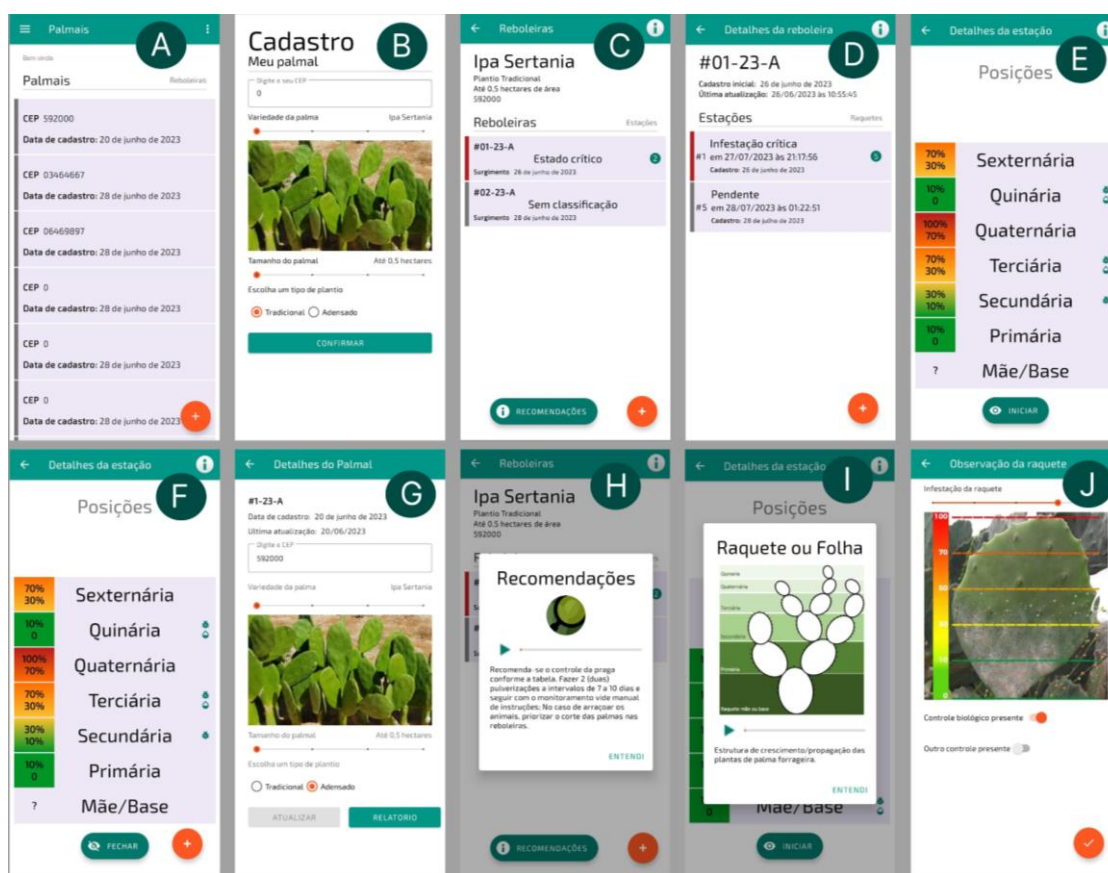 Palmais
A
Bem vindo
Palmais Reboleiras
CEP 592000
Data de cadastro: 20 de junho de 2023
CEP 03464667
Data de cadastro: 28 de junho de 2023
CEP 06469897
Data de cadastro: 28 de junho de 2023
CEP 0
Data de cadastro: 28 de junho de 2023
CEP 0
Data de cadastro: 28 de junho de 2023
CEP 0
Data de cadastro: 28 de junho de 2023
+
Cadastro
B
Meu palmal
Digite o seu CEP
0
Variedade da palma Ipa Sertania
Tamanho do palmal Até 0,5 hectares
Escolha um tipo de plantio
Tradicional Adensado
CONFIRMAR
Reboleiras
C
Ipa Sertania
Plantio Tradicional
Até 0,5 hectares de área
592000
Reboleiras Estações
#01-23-A
Estado crítico 2
Surgimento 26 de junho de 2023
#02-23-A
Sem classificação
Surgimento 28 de junho de 2023
RECOMENDAÇÕES
+
Detalhes da reboleira
D
#01-23-A
Cadastro inicial: 26 de junho de 2023
Última atualização: 26/06/2023 às 10:55:45
Estações Raquetes
Infestação crítica
#1 em 27/07/2023 às 21:17:56 5
Cadastro: 26 de junho de 2023
Pendente
#5 em 28/07/2023 às 01:22:51
Cadastro: 28 de julho de 2023
+
Detalhes da estação
E
Posições
70%
30%
Sexternária
10%
0
Quinária
100%
70%
Quaternária
70%
30%
Terciária
30%
10%
Secundária
10%
0
Primária
? Mãe/Base
INICIAR
Detalhes da estação
F
Posições
70%
30%
Sexternária
10%
0
Quinária
100%
70%
Quaternária
70%
30%
Terciária
30%
10%
Secundária
10%
0
Primária
? Mãe/Base
FECHAR
+
Detalhes do Palmal
G
#1-23-A
Data de cadastro: 20 de junho de 2023
Ultima atualização: 20/06/2023
Digite o CEP
592000
Variedade da palma Ipa Sertania
Tamanho do palmal Até 0,5 hectares
Escolha um tipo de plantio
Tradicional Adensado
ATUALIZAR RELATORIO
Reboleiras
H
Ipa Sertania
Plantio Tradicional
Até 0.5 hectares de área
592000
Recomendações
Recomenda-se o controle da praga
conforme a tabela. Fazer 2 (duas)
pulverizações a intervalos de 7 a 10 dias e
seguir com o monitoramento vide manual
de instruções; No caso de arraçoar os
animais, priorizar o corte das palmas nas
reboleiras.
ENTENDI
RECOMENDAÇÕES
+
Detalhes da estação
I
Posições
Raquete ou Folha
Quaternária
Terciária
Secundária
Primária
Raquete mãe ou base
Estrutura de crescimento/propagação das
plantas de palma forrageira.
ENTENDI
Mãe/Base
0
INICIAR
Observação da raquete
J
Infestação da raquete
100
70
50
30
10
0
Controle biológico presente
Outro controle presente